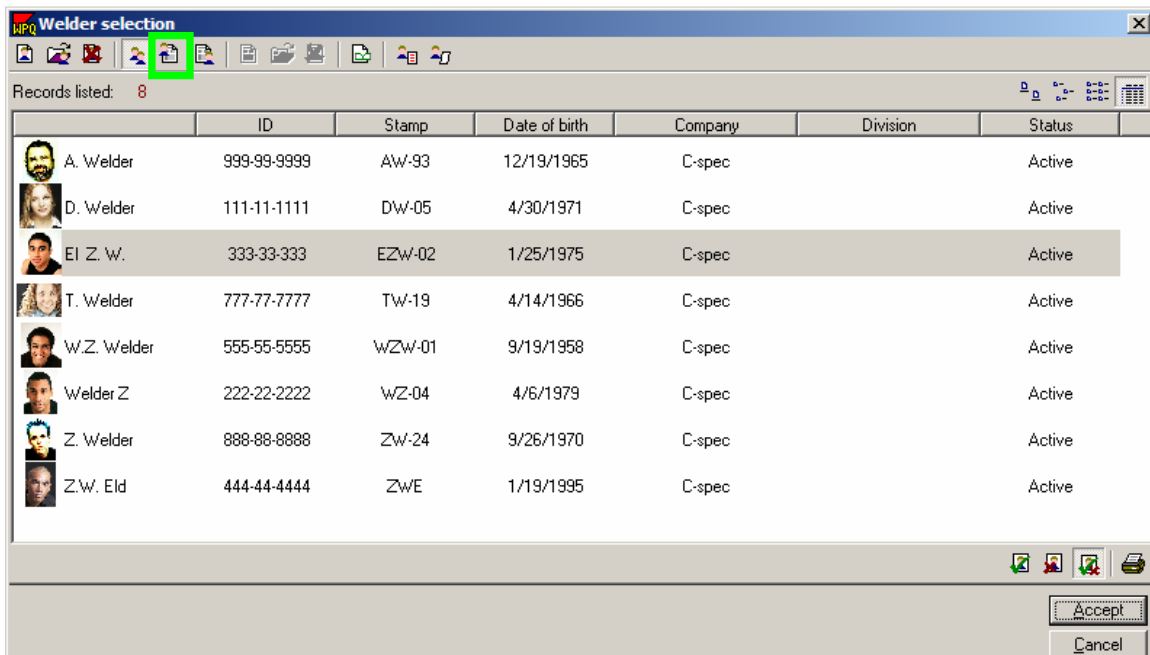 WPQ Welder selection
Records listed: 8
ID Stamp Date of birth Company Division Status
A. Welder 999-99-9999 AW-93 12/19/1965 C-spec Active
D. Welder 111-11-1111 DW-05 4/30/1971 C-spec Active
El Z. W. 333-33-333 EZW-02 1/25/1975 C-spec Active
T. Welder 777-77-7777 TW-19 4/14/1966 C-spec Active
W.Z. Welder 555-55-5555 WZW-01 9/19/1958 C-spec Active
Welder Z 222-22-2222 WZ-04 4/6/1979 C-spec Active
Z. Welder 888-88-8888 ZW-24 9/26/1970 C-spec Active
Z.W. Eld 444-44-4444 ZWE 1/19/1995 C-spec Active
Accept
Cancel